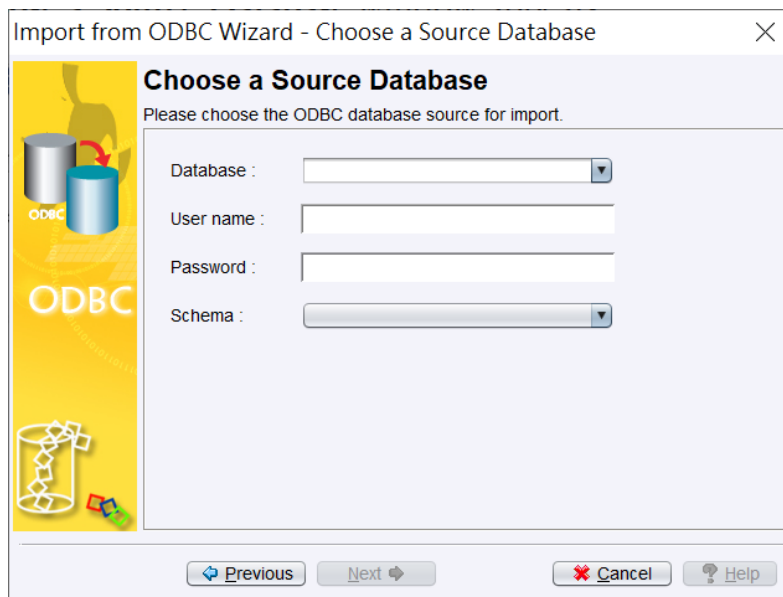 Import from ODBC Wizard - Choose a Source Database
Choose a Source Database
Please choose the ODBC database source for import.
Database :
User name :
Password :
Schema :
ODBC
ODBC
Previous
Next
Cancel
Help